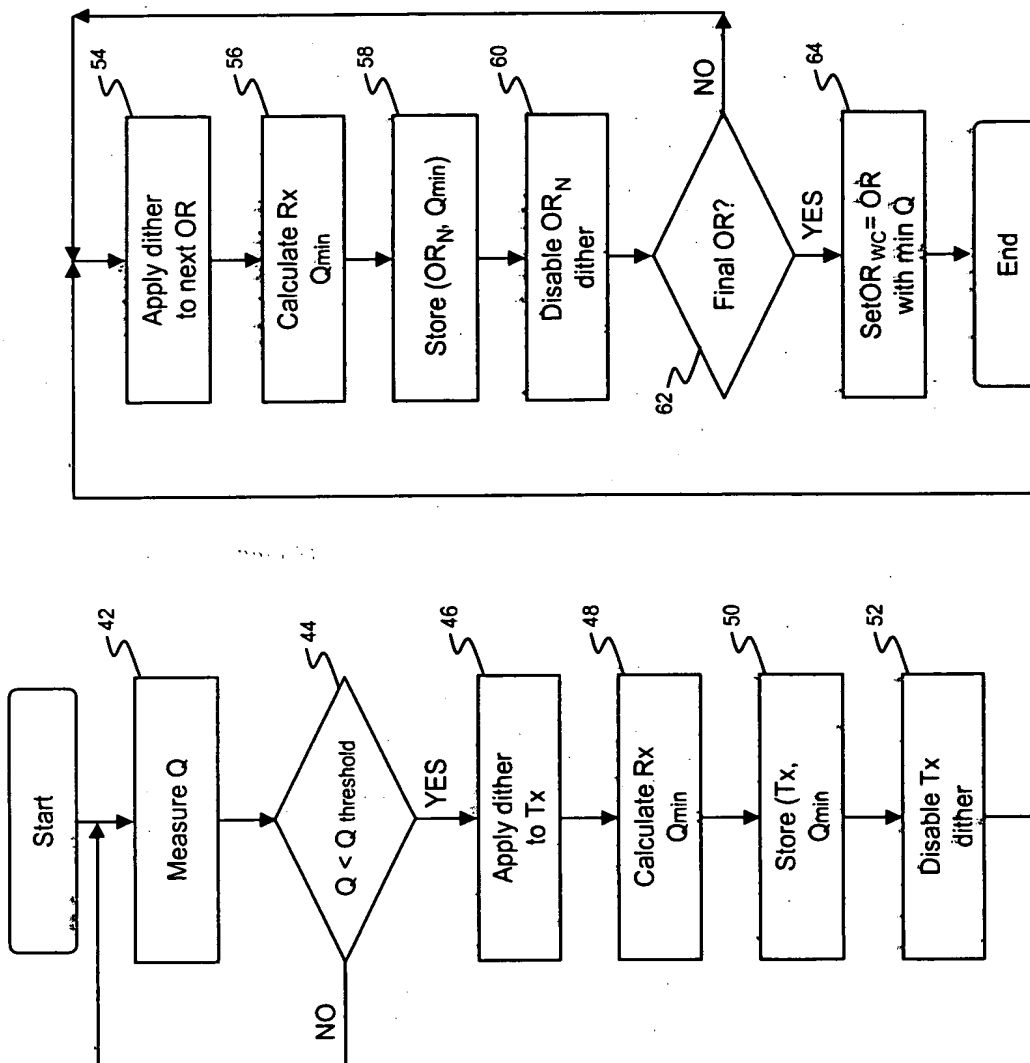 Start
42
Measure Q
44
Q < Q threshold
NO
YES
46
Apply dither
to Tx
48
Calculate Rx
Qmin
50
Store (Tx,
Qmin
52
Disable Tx
dither
54
Apply dither
to next OR
56
Calculate Rx
Qmin
58
Store (ORN, Qmin)
60
Disable ORN
dither
62
Final OR?
NO
YES
64
SetORWC= OR
with min Q
End